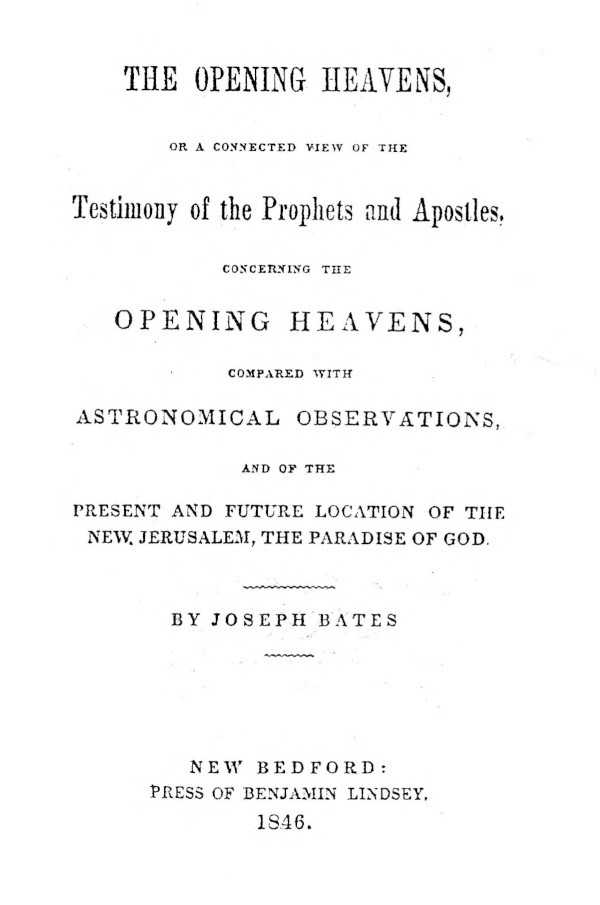 THE OPENING HEAVENS,
OR A CONNECTED VIEW OF THE
Testimony of the Prophets and Apostles,
CONCERNING THE
OPENING HEAVENS,
COMPARED WITH
ASTRONOMICAL OBSERVATIONS,
AND OF THE
PRESENT AND FUTURE LOCATION OF THE
NEW JERUSALEM, THE PARADISE OF GOD.
BY JOSEPH BATES
NEW BEDFORD:
PRESS OF BENJAMIN LINDSEY,
1846.